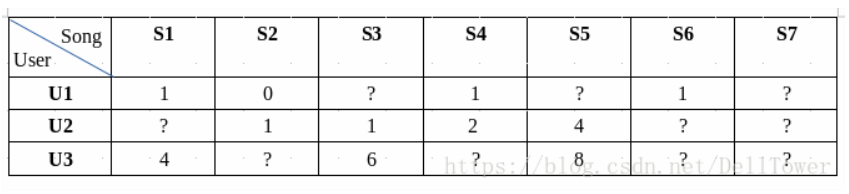 Song S1 S2 S3 S4 S5 S6 S7
User
U1 1 0 ? 1 ? 1 ?
U2 ? 1 1 2 4 ? ?
U3 4 ? 6 ? 8 ? ?
https://blog.csdn.net/DellTower